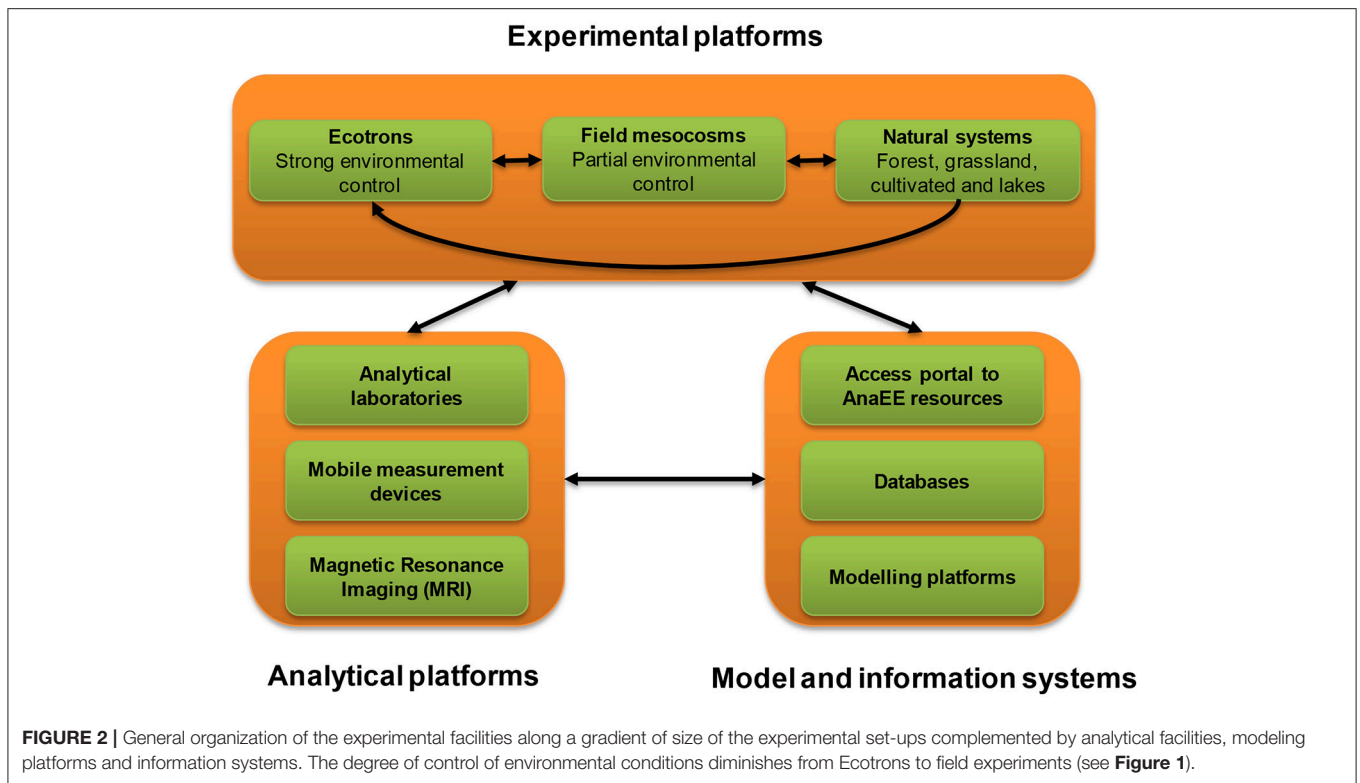 Experimental platforms
Ecotrons
Strong environmental
control
Field mesocosms
Partial environmental
control
Natural systems
Forest, grassland,
cultivated and lakes
Analytical
laboratories
Mobile measurement
devices
Magnetic Resonance
Imaging (MRI)
Analytical platforms
Access portal to
AnaEE resources
Databases
Modelling platforms
Model and information systems
FIGURE 2 | General organization of the experimental facilities along a gradient of size of the experimental set-ups complemented by analytical facilities, modeling
platforms and information systems. The degree of control of environmental conditions diminishes from Ecotrons to field experiments (see Figure 1).